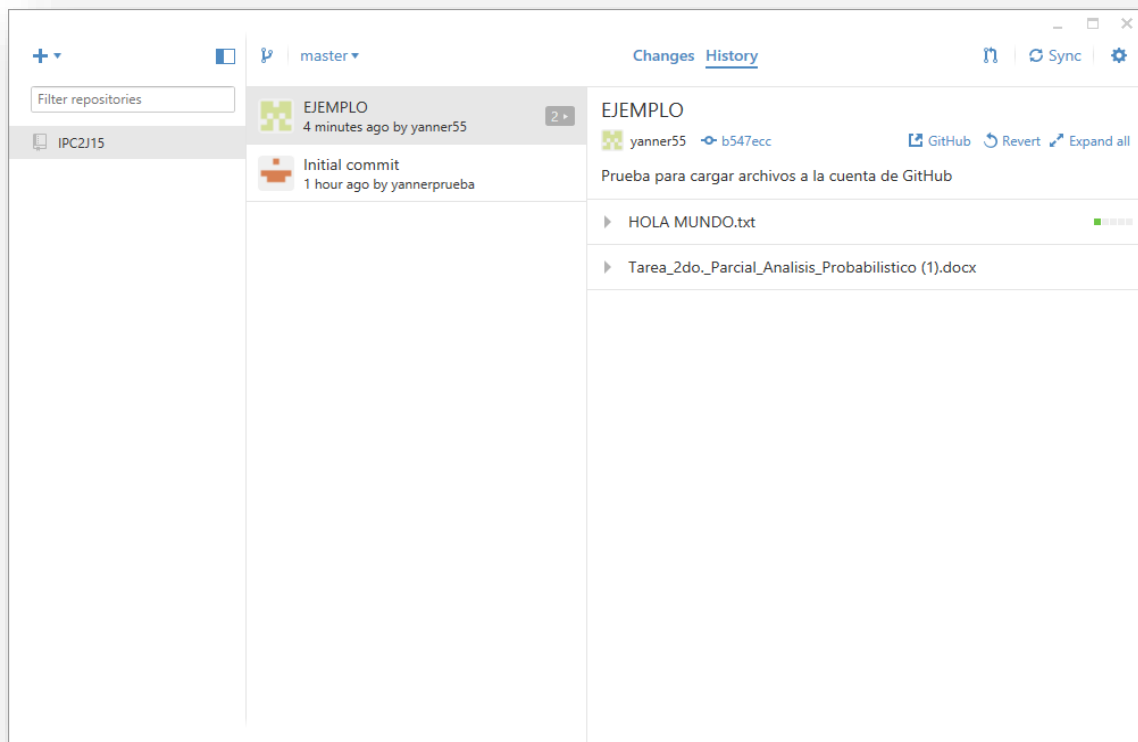 master
Changes
History
Sync
Filter repositories
IPC2J15
EJEMPLO
4 minutes ago by yanner55
2
Initial commit
1 hour ago by yannerprueba
EJEMPLO
yanner55
b547ecc
GitHub
Revert
Expand all
Prueba para cargar archivos a la cuenta de GitHub
HOLA MUNDO.txt
Tarea_2do._Parcial_Analisis_Probabilistico (1).docx